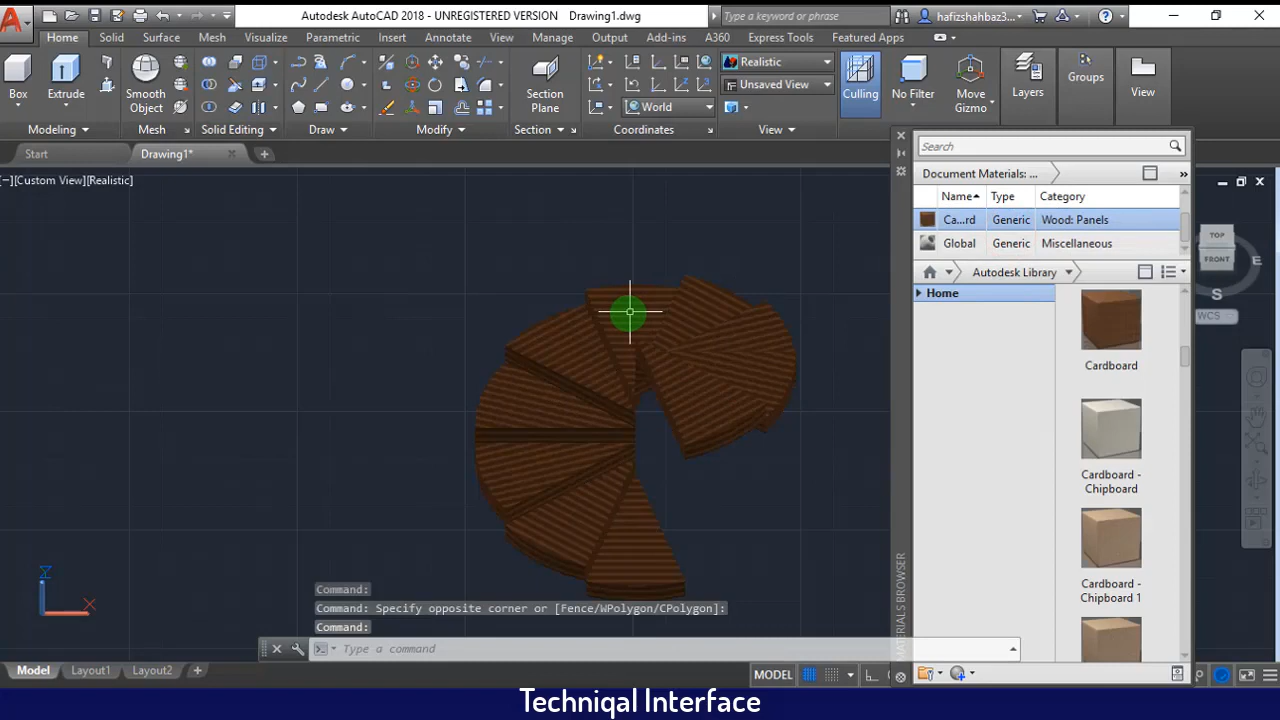 Autodesk AutoCAD 2018 - UNREGISTERED VERSION Drawing1.dwg
Type a keyword or phrase
hafizshahbaz3...
Home Solid Surface Mesh Visualize Parametric Insert Annotate View Manage Output Add-ins A360 Express Tools Featured Apps
Box
Extrude
Smooth
Object
Section
Plane
World
Realistic
Unsaved View
Culling
No Filter
Move
Gizmo
Layers
Groups
View
Modeling
Mesh
Solid Editing
Draw
Modify
Section
Coordinates
View
Start
Drawing1*
[−][Custom View][Realistic]
Search
Document Materials: ...
Name Type Category
Ca...rd Generic Wood: Panels
Global Generic Miscellaneous
Autodesk Library
Home
Cardboard
Cardboard -
Chipboard
Cardboard -
Chipboard 1
MATERIALS BROWSER
TOP
FRONT
E
S
WCS
Z
X
Command:
Command: Specify opposite corner or [Fence/WPolygon/CPolygon]:
Command:
Type a command
Model Layout1 Layout2
MODEL
Techniqal Interface